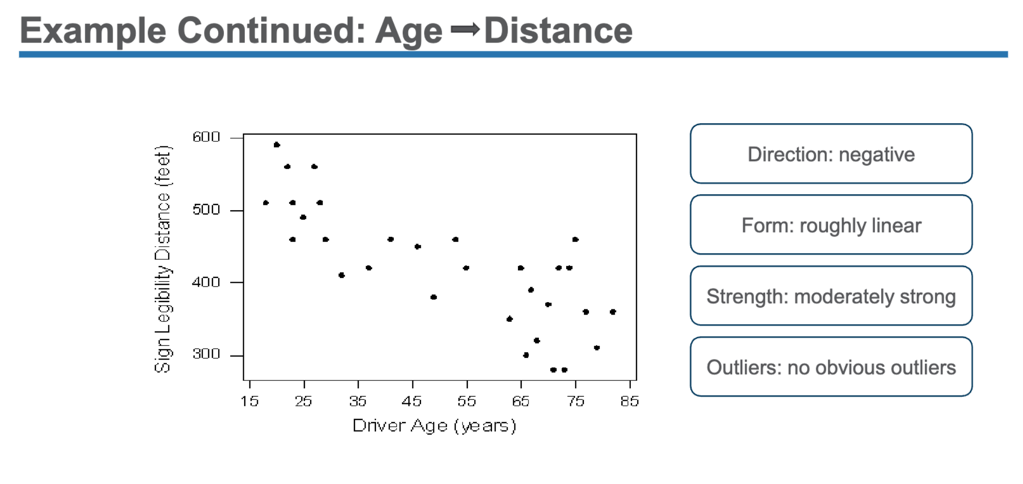 Example Continued: Age ➞ Distance
600
500
400
300
Sign Legibility Distance (feet)
15 25 35 45 55 65 75 85
Driver Age (years)
Direction: negative
Form: roughly linear
Strength: moderately strong
Outliers: no obvious outliers